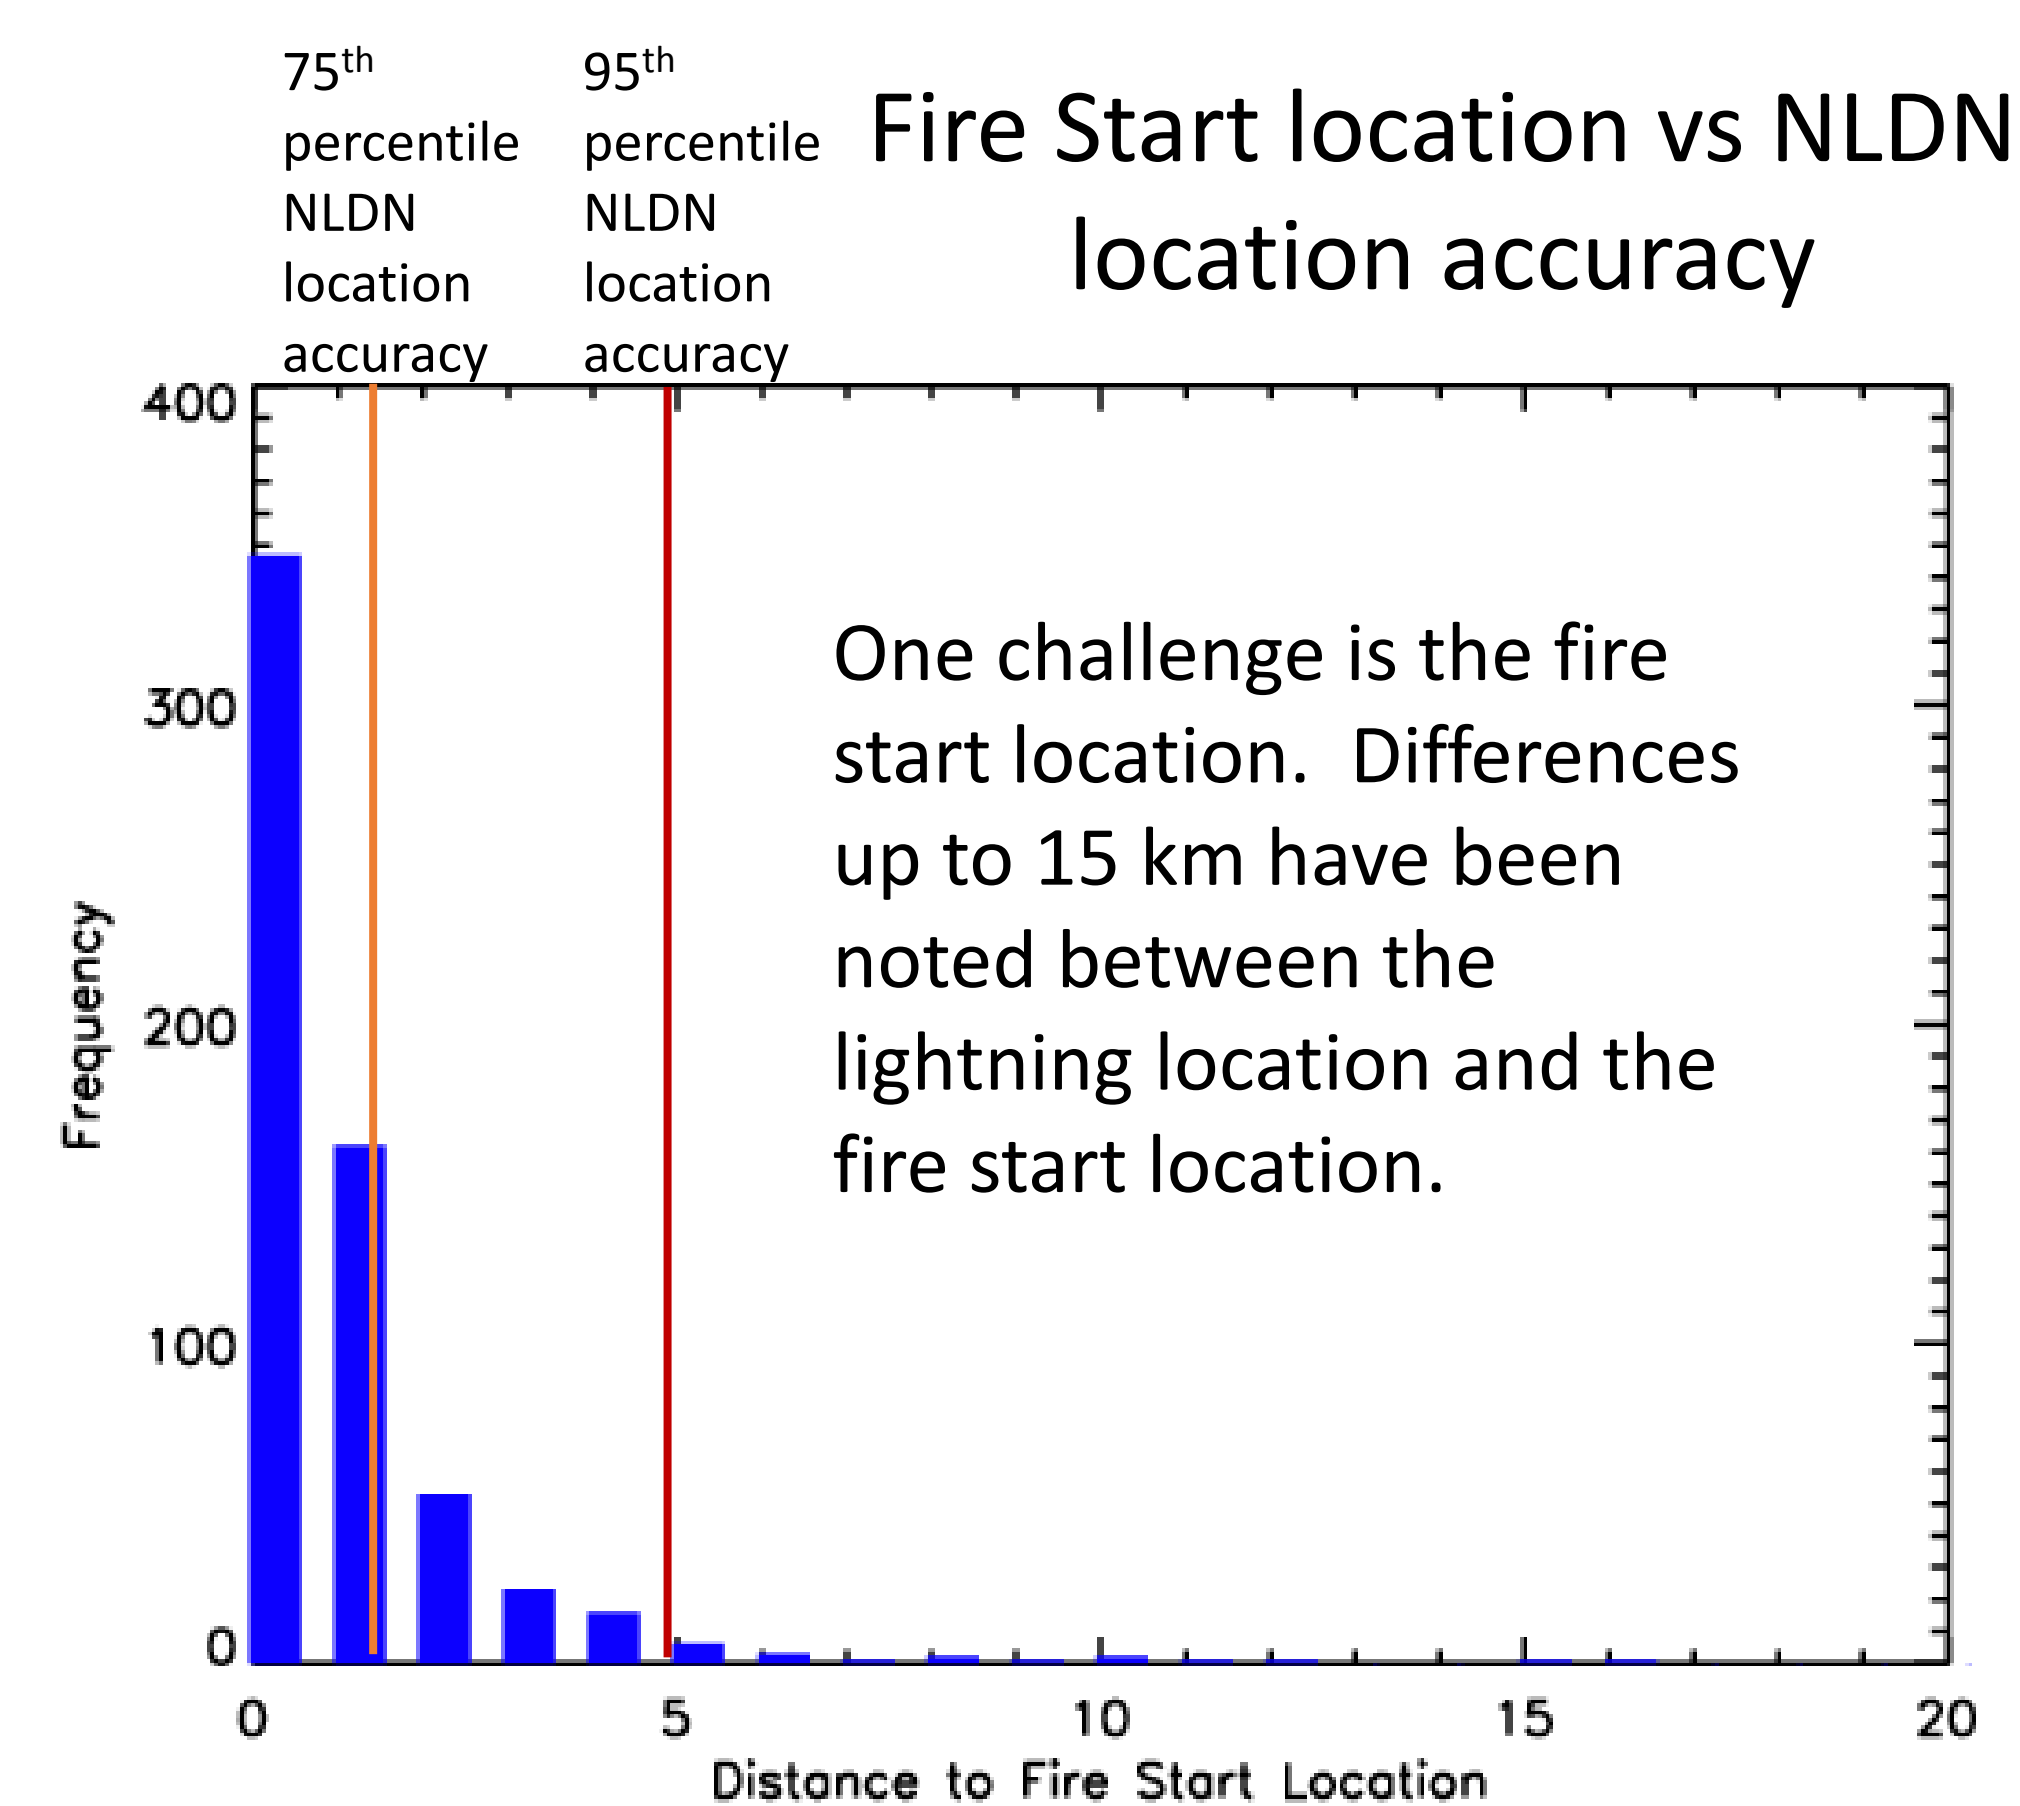 75th
percentile
NLDN
location
accuracy
95th
percentile
NLDN
location
accuracy
Fire Start location vs NLDN
location accuracy
400
300
200
100
0
Frequency
One challenge is the fire
start location.  Differences
up to 15 km have been
noted between the
lightning location and the
fire start location.
0 5 10 15 20
Distance to Fire Start Location